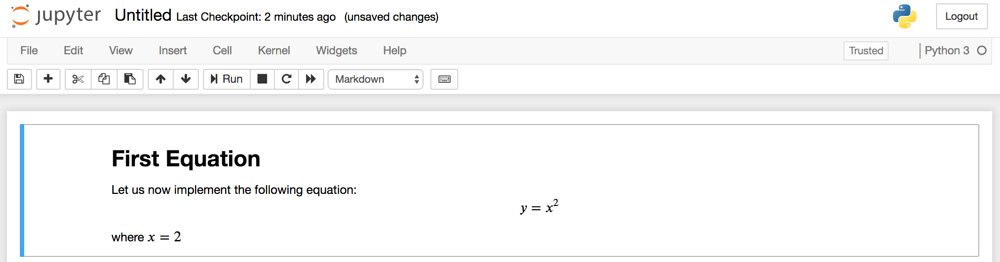 jupyter Untitled Last Checkpoint: 2 minutes ago (unsaved changes) Logout
File Edit View Insert Cell Kernel Widgets Help Trusted Python 3
Run Markdown
First Equation
Let us now implement the following equation:
y = x²
where x = 2